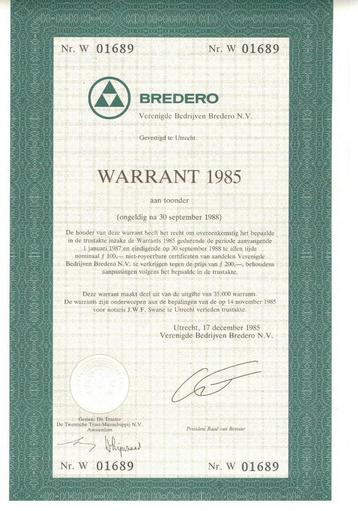 Nr. W 01689 Nr. W 01689
BREDERO
Verenigde Bedrijven Bredero N.V.
Gevestigd te Utrecht
WARRANT 1985
aan toonder
(ongeldig na 30 september 1988)
De houder van deze warrant heeft het recht om overeenkomstig het bepaalde
in de trustakte inzake de Warrants 1985 gedurende de periode aanvangende
1 januari 1987 en eindigende op 30 september 1988 te allen tijde
nominaal ƒ 100,— niet-royeerbare certificaten van aandelen Verenigde
Bedrijven Bredero N.V. te verkrijgen tegen de prijs van ƒ 200,—, behoudens
aanpassingen volgens het bepaalde in de trustakte.
Deze warrant maakt deel uit van de uitgifte van 35.000 warrants.
De warrants zijn onderworpen aan de bepalingen van de op 14 november 1985
voor notaris J.W.F. Swane te Utrecht verleden trustakte.
Utrecht, 17 december 1985
Verenigde Bedrijven Bredero N.V.
Gezien: De Trustee
De Twentsche Trust-Maatschappij N.V.
Amsterdam
President Raad van Bestuur
Nr. W 01689 Nr. W 01689